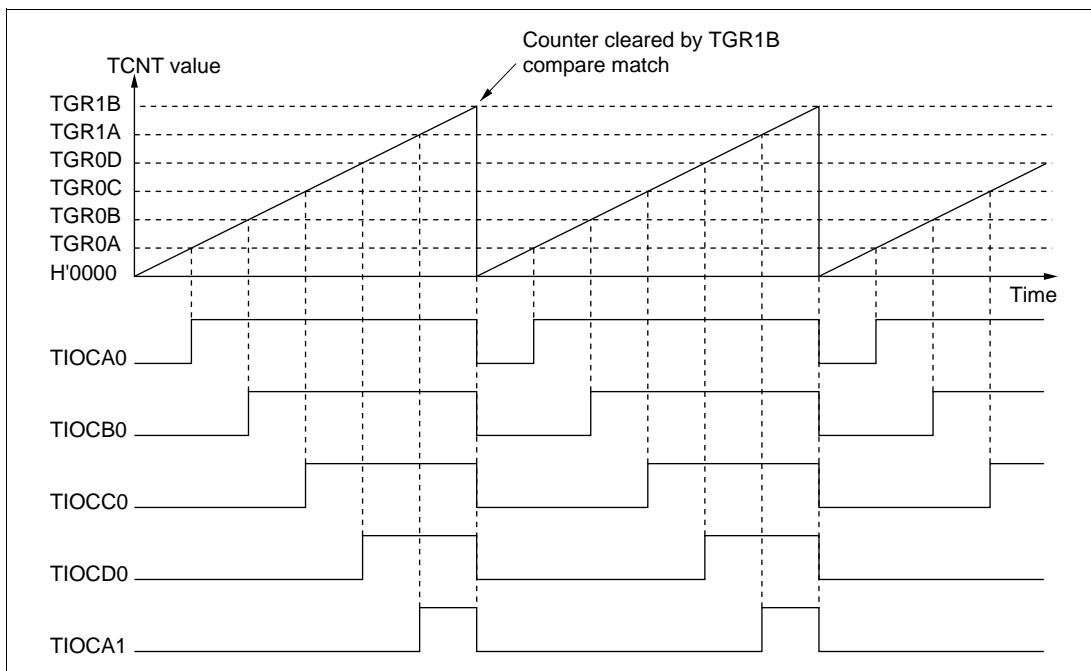 Counter cleared by TGR1B
compare match
TCNT value
TGR1B
TGR1A
TGR0D
TGR0C
TGR0B
TGR0A
H'0000
Time
TIOCA0
TIOCB0
TIOCC0
TIOCD0
TIOCA1